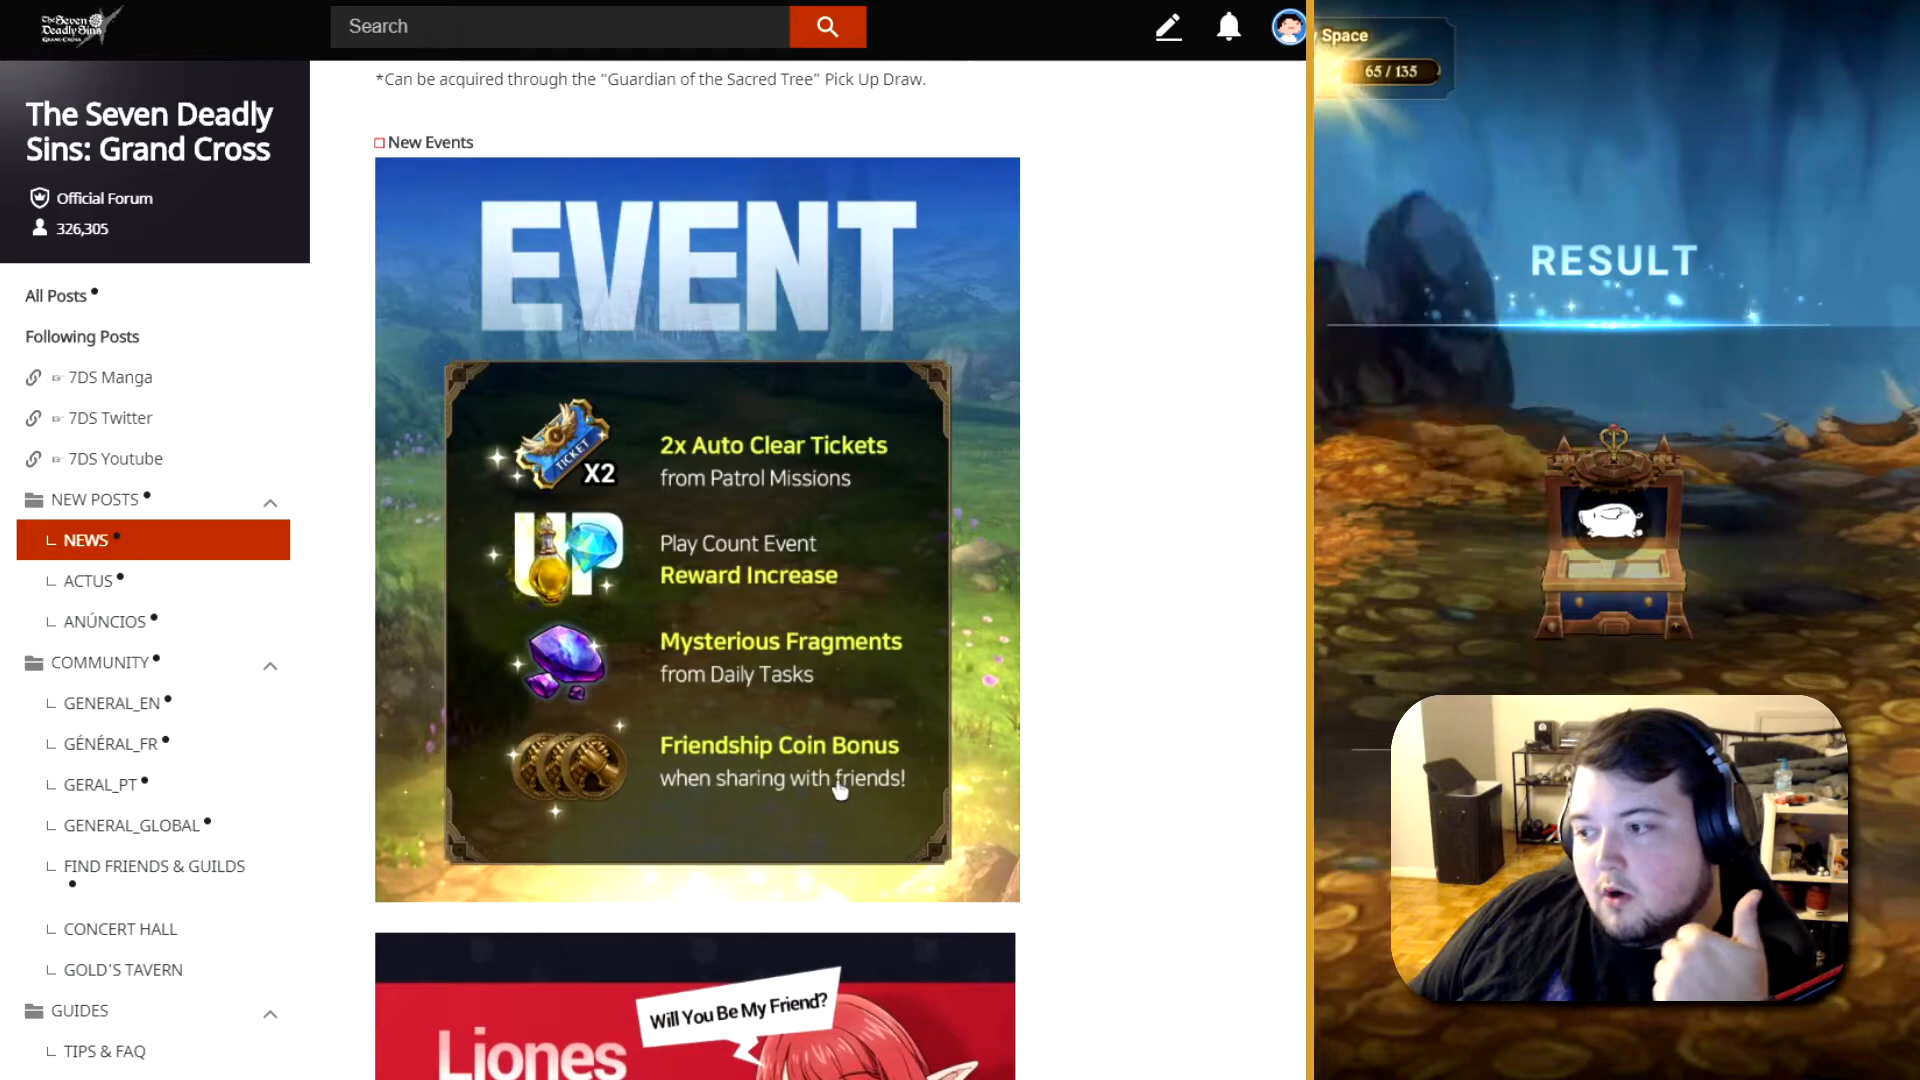 The Seven
Deadly Sins
GRAND CROSS
Search
The Seven Deadly
Sins: Grand Cross
Official Forum
326,305
All Posts
Following Posts
☞ 7DS Manga
☞ 7DS Twitter
☞ 7DS Youtube
NEW POSTS
NEWS
ACTUS
ANÚNCIOS
COMMUNITY
GENERAL_EN
GÉNÉRAL_FR
GERAL_PT
GENERAL_GLOBAL
FIND FRIENDS & GUILDS
CONCERT HALL
GOLD'S TAVERN
GUIDES
TIPS & FAQ
*Can be acquired through the “Guardian of the Sacred Tree” Pick Up Draw.
New Events
EVENT
TICKET
X2
2x Auto Clear Tickets
from Patrol Missions
UP
Play Count Event
Reward Increase
Mysterious Fragments
from Daily Tasks
Friendship Coin Bonus
when sharing with friends!
Will You Be My Friend?
Liones
Space
65 / 135
RESULT